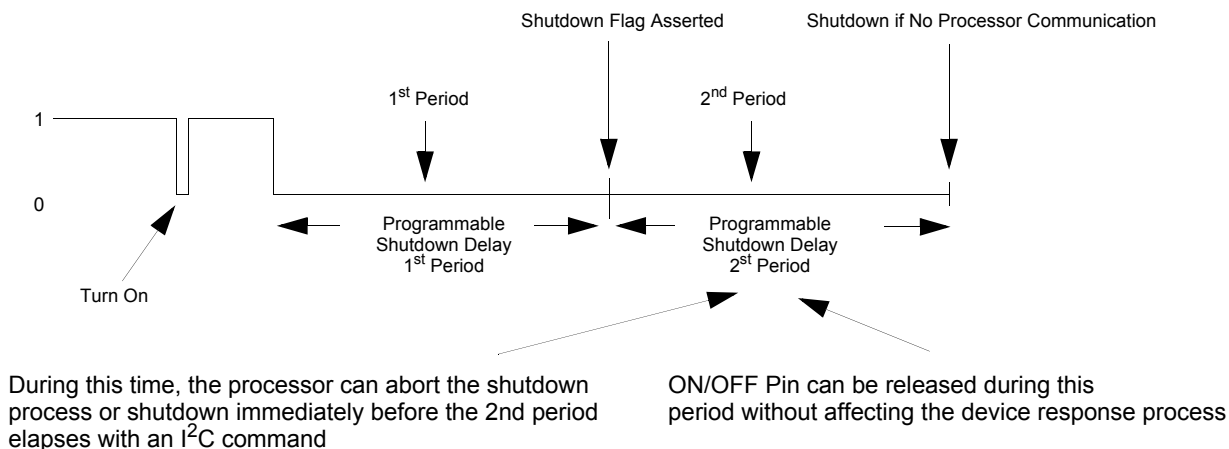 Shutdown Flag Asserted
Shutdown if No Processor Communication
1st Period
2nd Period
1
0
Programmable
Shutdown Delay
1st Period
Programmable
Shutdown Delay
2st Period
Turn On
During this time, the processor can abort the shutdown
process or shutdown immediately before the 2nd period
elapses with an I2C command
ON/OFF Pin can be released during this
period without affecting the device response process